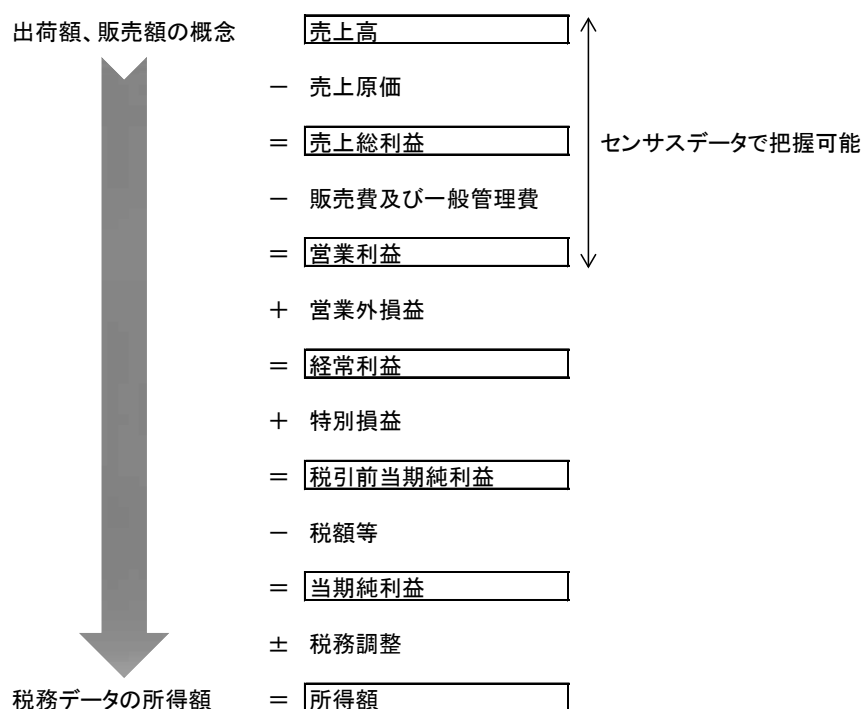 出荷額、販売額の概念 売上高
－ 売上原価
＝ 売上総利益 センサスデータで把握可能
－ 販売費及び一般管理費
＝ 営業利益
＋ 営業外損益
＝ 経常利益
＋ 特別損益
＝ 税引前当期純利益
－ 税額等
＝ 当期純利益
± 税務調整
税務データの所得額 ＝ 所得額